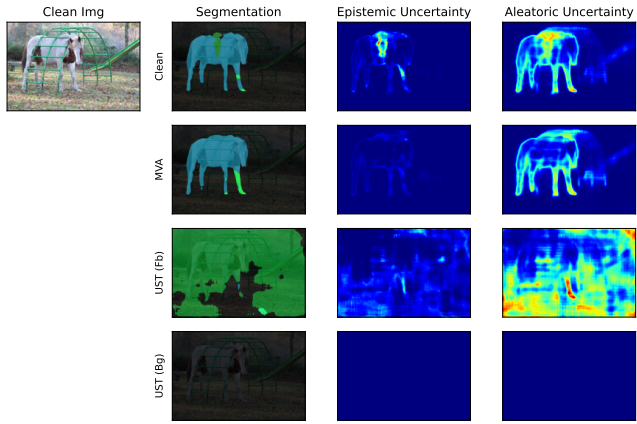 Clean Img
Segmentation
Epistemic Uncertainty
Aleatoric Uncertainty
Clean
MVA
UST (Fb)
UST (Bg)